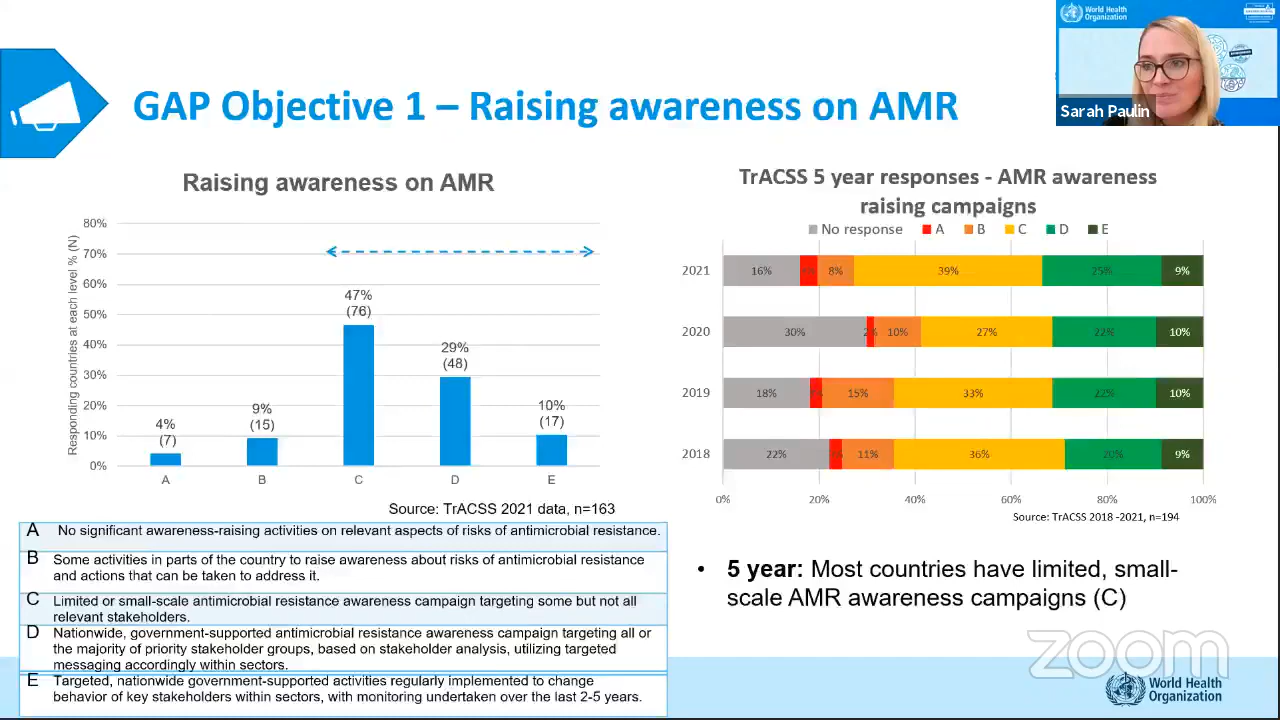 World Health
Organization
Sarah Paulin
GAP Objective 1 – Raising awareness on AMR
Raising awareness on AMR
Responding countries at each level % (N)
80%
70%
60%
50%
40%
30%
20%
10%
0%
4%
(7)
9%
(15)
47%
(76)
29%
(48)
10%
(17)
A B C D E
Source: TrACSS 2021 data, n=163
A No significant awareness-raising activities on relevant aspects of risks of antimicrobial resistance.
B Some activities in parts of the country to raise awareness about risks of antimicrobial resistance
and actions that can be taken to address it.
C Limited or small-scale antimicrobial resistance awareness campaign targeting some but not all
relevant stakeholders.
D Nationwide, government-supported antimicrobial resistance awareness campaign targeting all or
the majority of priority stakeholder groups, based on stakeholder analysis, utilizing targeted
messaging accordingly within sectors.
E Targeted, nationwide government-supported activities regularly implemented to change
behavior of key stakeholders within sectors, with monitoring undertaken over the last 2-5 years.
TrACSS 5 year responses - AMR awareness
raising campaigns
No response A B C D E
2021 16% 8% 39% 25% 9%
2020 30% 2% 10% 27% 22% 10%
2019 18% 15% 33% 22% 10%
2018 22% 11% 36% 20% 9%
0% 20% 40% 60% 80% 100%
Source: TrACSS 2018 -2021, n=194
• 5 year: Most countries have limited, small-
scale AMR awareness campaigns (C)
zoom
World Health
Organization